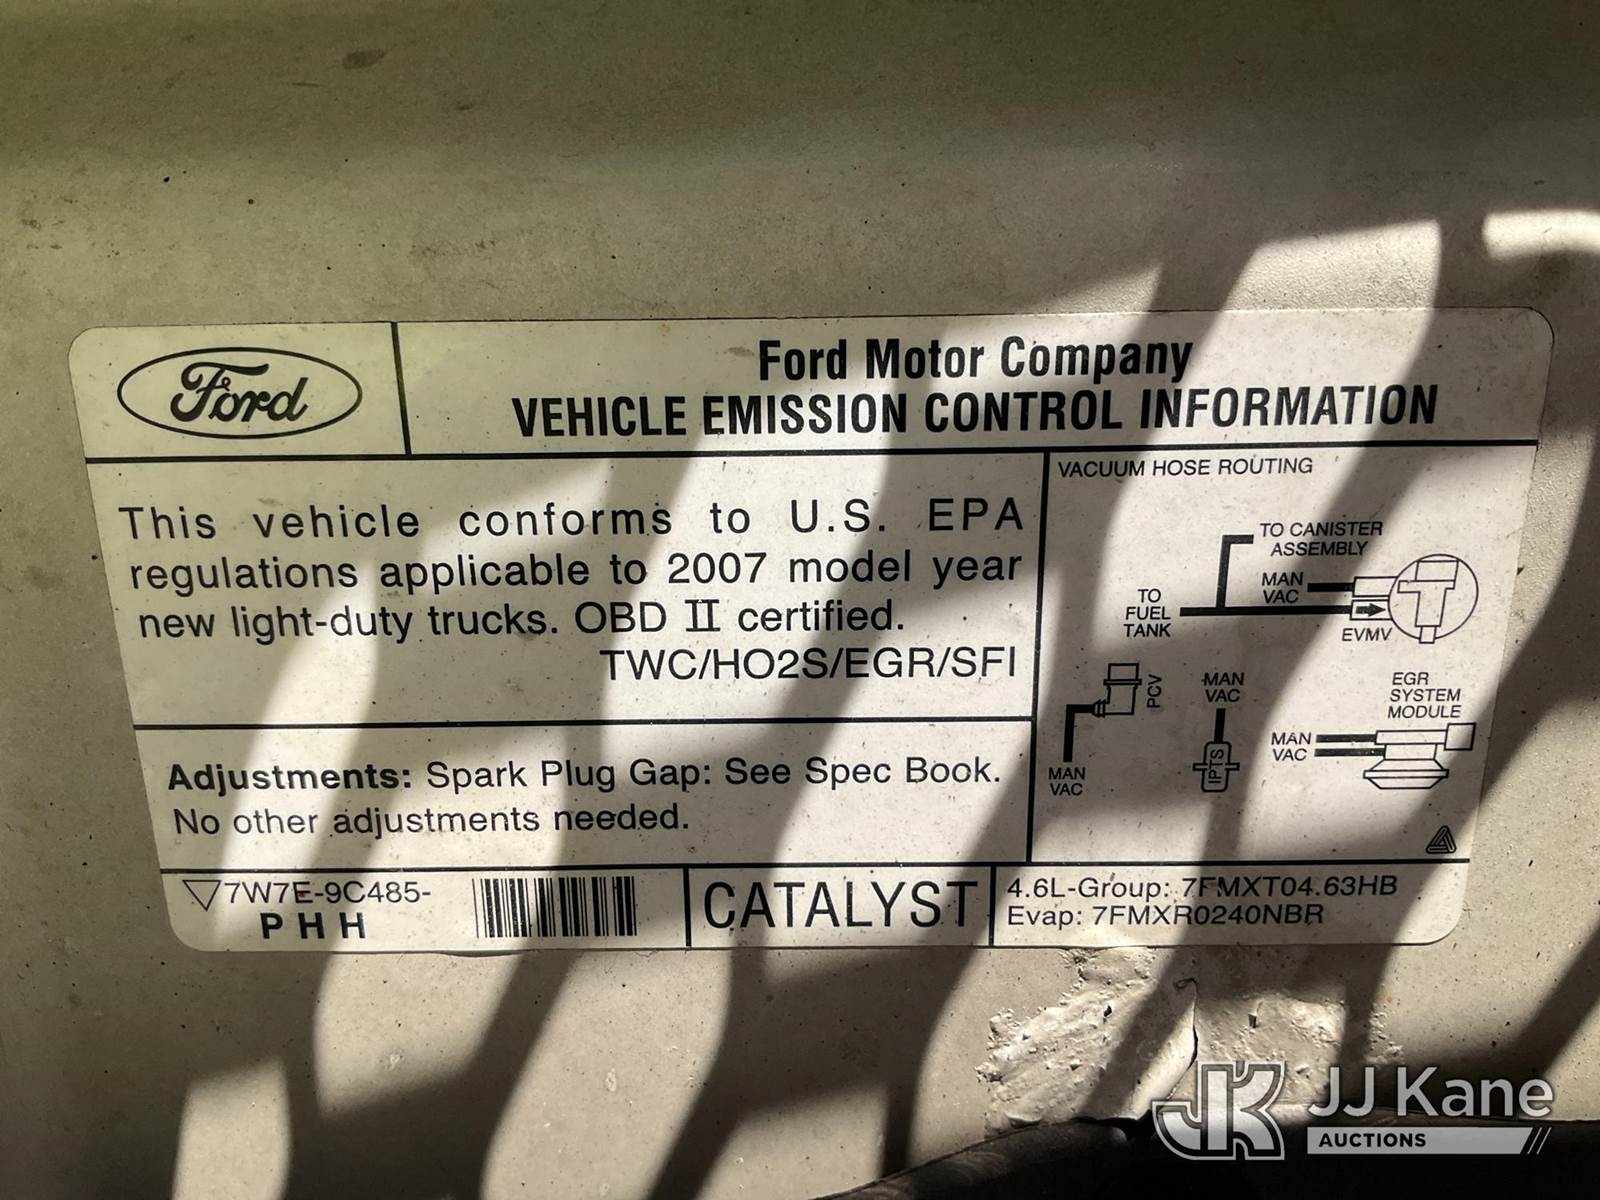 Ford
Ford Motor Company
VEHICLE EMISSION CONTROL INFORMATION
This vehicle conforms to U.S. EPA
regulations applicable to 2007 model year
new light-duty trucks. OBD II certified.
TWC/HO2S/EGR/SFI
Adjustments: Spark Plug Gap: See Spec Book.
No other adjustments needed.
VACUUM HOSE ROUTING
TO CANISTER
ASSEMBLY
MAN
VAC
TO
FUEL
TANK
EVMV
PCV
MAN
VAC
MAN
VAC
IPTS
EGR
SYSTEM
MODULE
MAN
VAC
7W7E-9C485-
PHH
CATALYST
4.6L-Group: 7FMXT04.63HB
Evap: 7FMXR0240NBR
JK JJ Kane
AUCTIONS